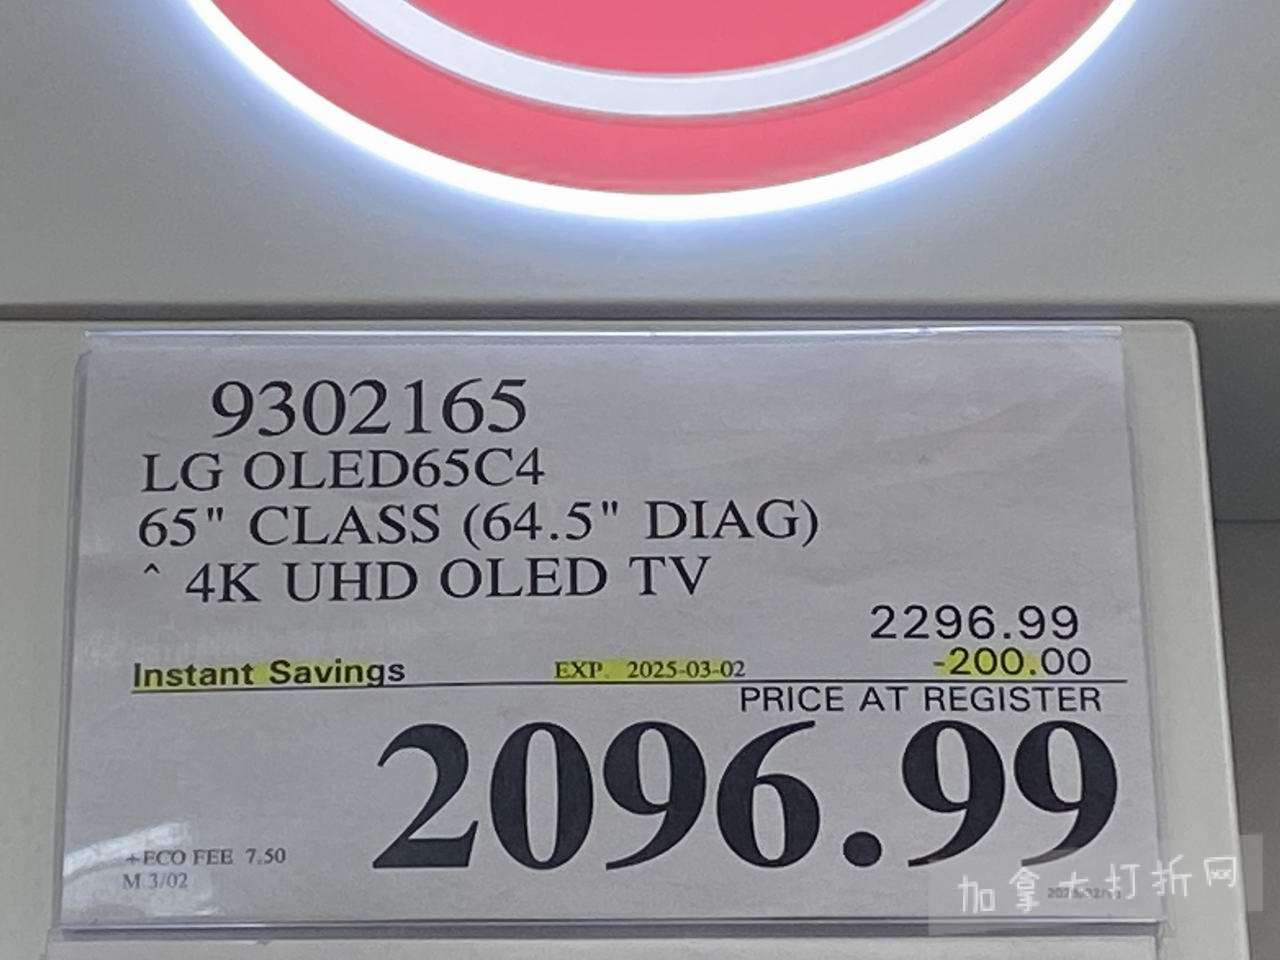 9302165
LG OLED65C4
65" CLASS (64.5" DIAG)
^ 4K UHD OLED TV
2296.99
Instant Savings EXP. 2025-03-02 -200.00
PRICE AT REGISTER
2096.99
+ECO FEE 7.50
M 3/02
加拿大打折网